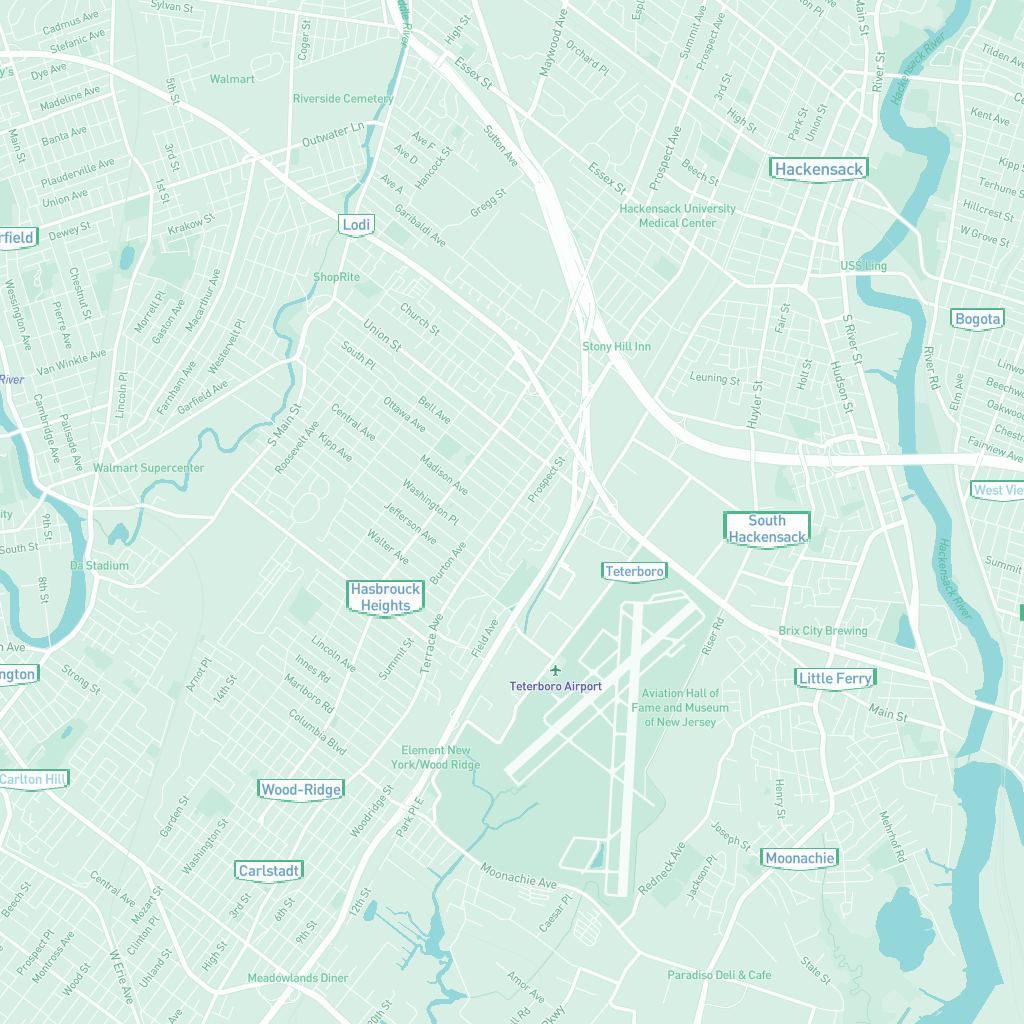 Sylvan St
Cadmus Ave
Stefanic Ave
Dye Ave
Madeline Ave
Banta Ave
Main St
Plauderville Ave
Union Ave
Dewey St
Krakow St
5th St
3rd St
1st St
Coger St
Walmart
Riverside Cemetery
Outwater Ln
High St
Essex St
Maywood Ave
Orchard Pl
Summit Ave
Prospect Ave
Main St
River St
Hackensack River
Tilden Ave
Kent Ave
Kipp St
Terhune St
Hillcrest St
W Grove St
3rd St
High St
Park St
Union St
Hackensack
Sutton Ave
Ave F
Ave D
Ave A
Hancock St
Gregg St
Garibaldi Ave
Essex St
Prospect Ave
Beech St
Hackensack University
Medical Center
Lodi
ShopRite
USS Ling
Bogota
Wessington Ave
Chestnut St
Pierre Ave
Morrell Pl
Gaston Ave
Macarthur Ave
Westervelt Pl
Van Winkle Ave
Lincoln Pl
Farnham Ave
Garfield Ave
Cambridge Ave
Palisade Ave
River
Church St
Union St
South Pl
Bell Ave
Ottawa Ave
Central Ave
Kipp Ave
S Main St
Roosevelt Ave
Stony Hill Inn
Fair St
S River St
Hudson St
Holt St
Leuning St
Huyler St
River Rd
Elm Ave
Fairview Ave
Walmart Supercenter
Madison Ave
Washington Pl
Jefferson Ave
Walter Ave
Prospect St
Burton Ave
9th St
South St
8th St
Da Stadium
South
Hackensack
Hackensack River
Summit
Teterboro
Hasbrouck
Heights
Terrace Ave
Field Ave
Summit St
Lincoln Ave
Innes Rd
Marlboro Rd
Columbia Blvd
Strong St
Arnot Pl
14th St
Riser Rd
Brix City Brewing
Little Ferry
Main St
Teterboro Airport
Aviation Hall of
Fame and Museum
of New Jersey
Element New
York/Wood Ridge
Carlton Hill
Wood-Ridge
Woodridge St
Park Pl E
Garden St
Washington St
Carlstadt
Henry St
Mehrhof Rd
Joseph St
Moonachie
Moonachie Ave
Redneck Ave
Jackson Pl
Caesar Pl
Beech St
Central Ave
Mozart St
Clinton Pl
Prospect Pl
Montross Ave
Wood St
W Erie Ave
Uhland St
High St
3rd St
6th St
9th St
12th St
Meadowlands Diner
20th St
Amor Ave
Paradiso Deli & Cafe
State St